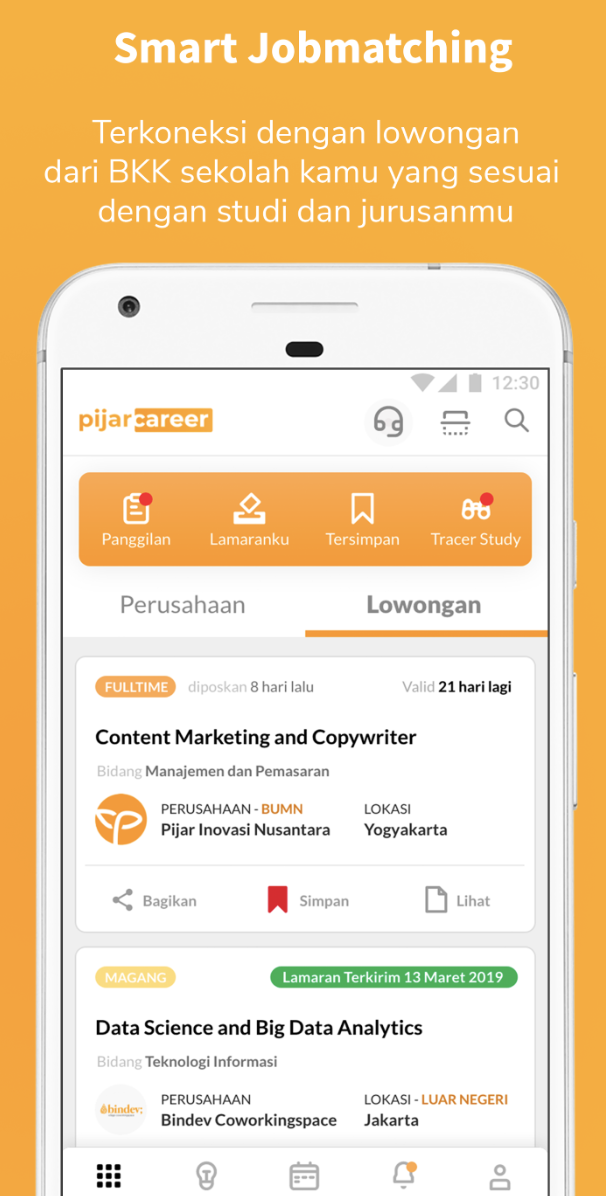 Smart Jobmatching
Terkoneksi dengan lowongan
dari BKK sekolah kamu yang sesuai
dengan studi dan jurusanmu
12:30
pijarcareer
Panggilan Lamaranku Tersimpan Tracer Study
Perusahaan Lowongan
FULLTIME diposkan 8 hari lalu Valid 21 hari lagi
Content Marketing and Copywriter
Bidang Manajemen dan Pemasaran
PERUSAHAAN - BUMN LOKASI
Pijar Inovasi Nusantara Yogyakarta
Bagikan Simpan Lihat
MAGANG Lamaran Terkirim 13 Maret 2019
Data Science and Big Data Analytics
Bidang Teknologi Informasi
PERUSAHAAN LOKASI - LUAR NEGERI
bindev: Bindev Coworkingspace Jakarta